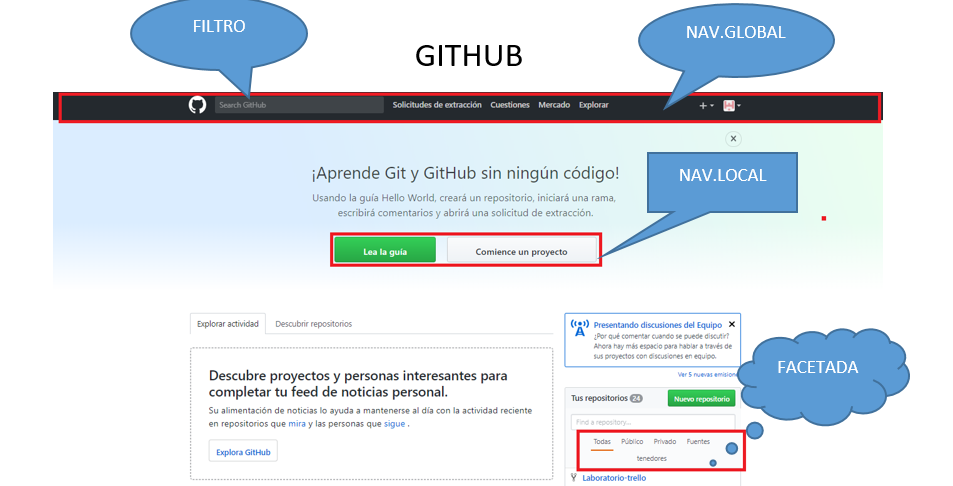 FILTRO
NAV.GLOBAL
GITHUB
Search GitHub
Solicitudes de extracción Cuestiones Mercado Explorar
¡Aprende Git y GitHub sin ningún código!
NAV.LOCAL
Usando la guía Hello World, creará un repositorio, iniciará una rama,
escribirá comentarios y abrirá una solicitud de extracción.
Lea la guía
Comience un proyecto
Explorar actividad
Descubrir repositorios
Presentando discusiones del Equipo
¿Por qué comentar cuando se puede discutir?
Ahora hay más espacio para hablar a través de
sus proyectos con discusiones en equipo.
Ver 5 nuevas emisione
FACETADA
Descubre proyectos y personas interesantes para
completar tu feed de noticias personal.
Su alimentación de noticias lo ayuda a mantenerse al día con la actividad reciente
en repositorios que mira y las personas que sigue .
Explora GitHub
Tus repositorios 24
Nuevo repositorio
Find a repository...
Todas Público Privado Fuentes
tenedores
Laboratorio-trello